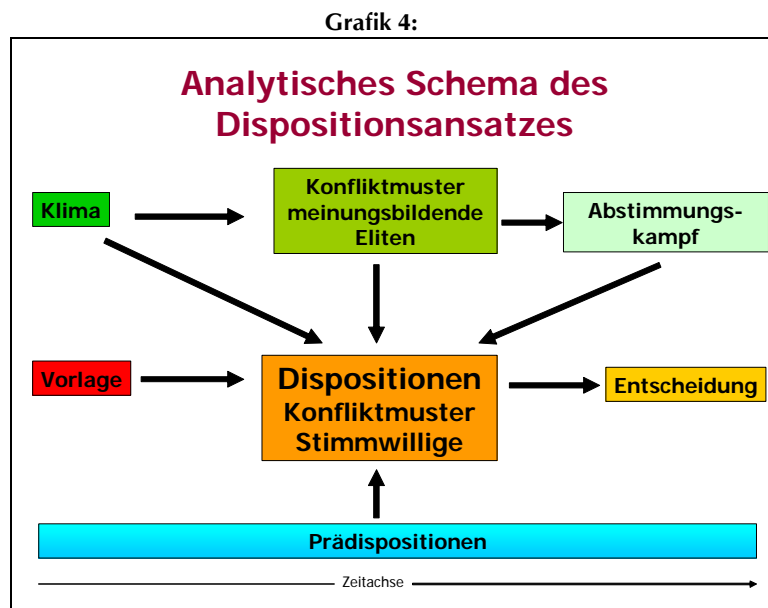 Grafik 4:
Analytisches Schema des
Dispositionsansatzes
Klima
Konfliktmuster
meinungsbildende
Eliten
Abstimmungs-
kampf
Vorlage
Dispositionen
Konfliktmuster
Stimmwillige
Entscheidung
Prädispositionen
Zeitachse